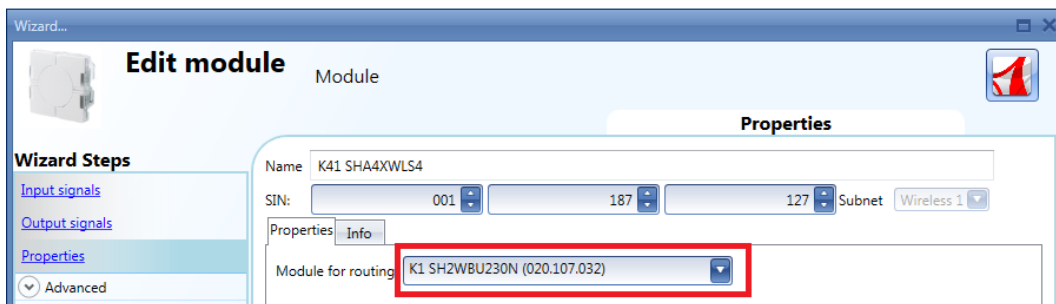 Wizard...
Edit module
Module
Properties
Wizard Steps
Input signals
Output signals
Properties
Advanced
Name K41 SHA4XWLS4
SIN: 001 187 127 Subnet Wireless 1
Properties Info
Module for routing K1 SH2WBU230N (020.107.032)